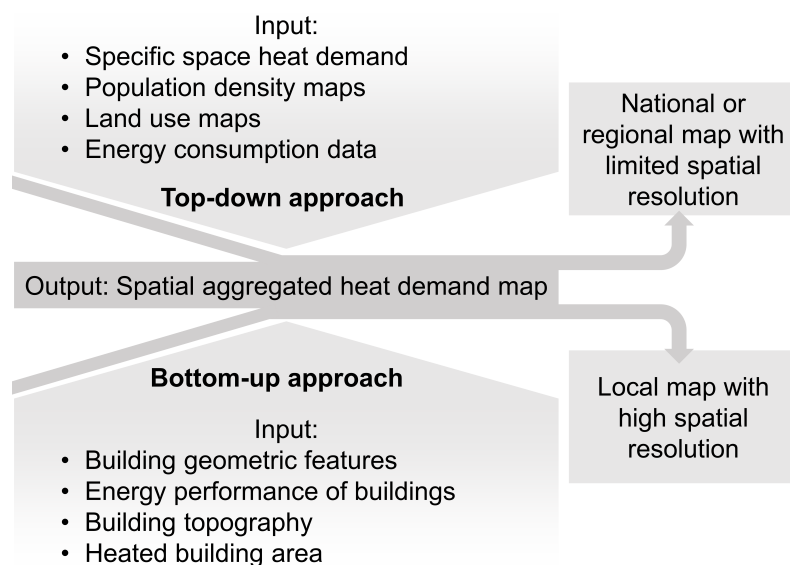 Input:
• Specific space heat demand
• Population density maps
• Land use maps
• Energy consumption data
Top-down approach
National or
regional map with
limited spatial
resolution
Output: Spatial aggregated heat demand map
Bottom-up approach
Input:
• Building geometric features
• Energy performance of buildings
• Building topography
• Heated building area
Local map with
high spatial
resolution